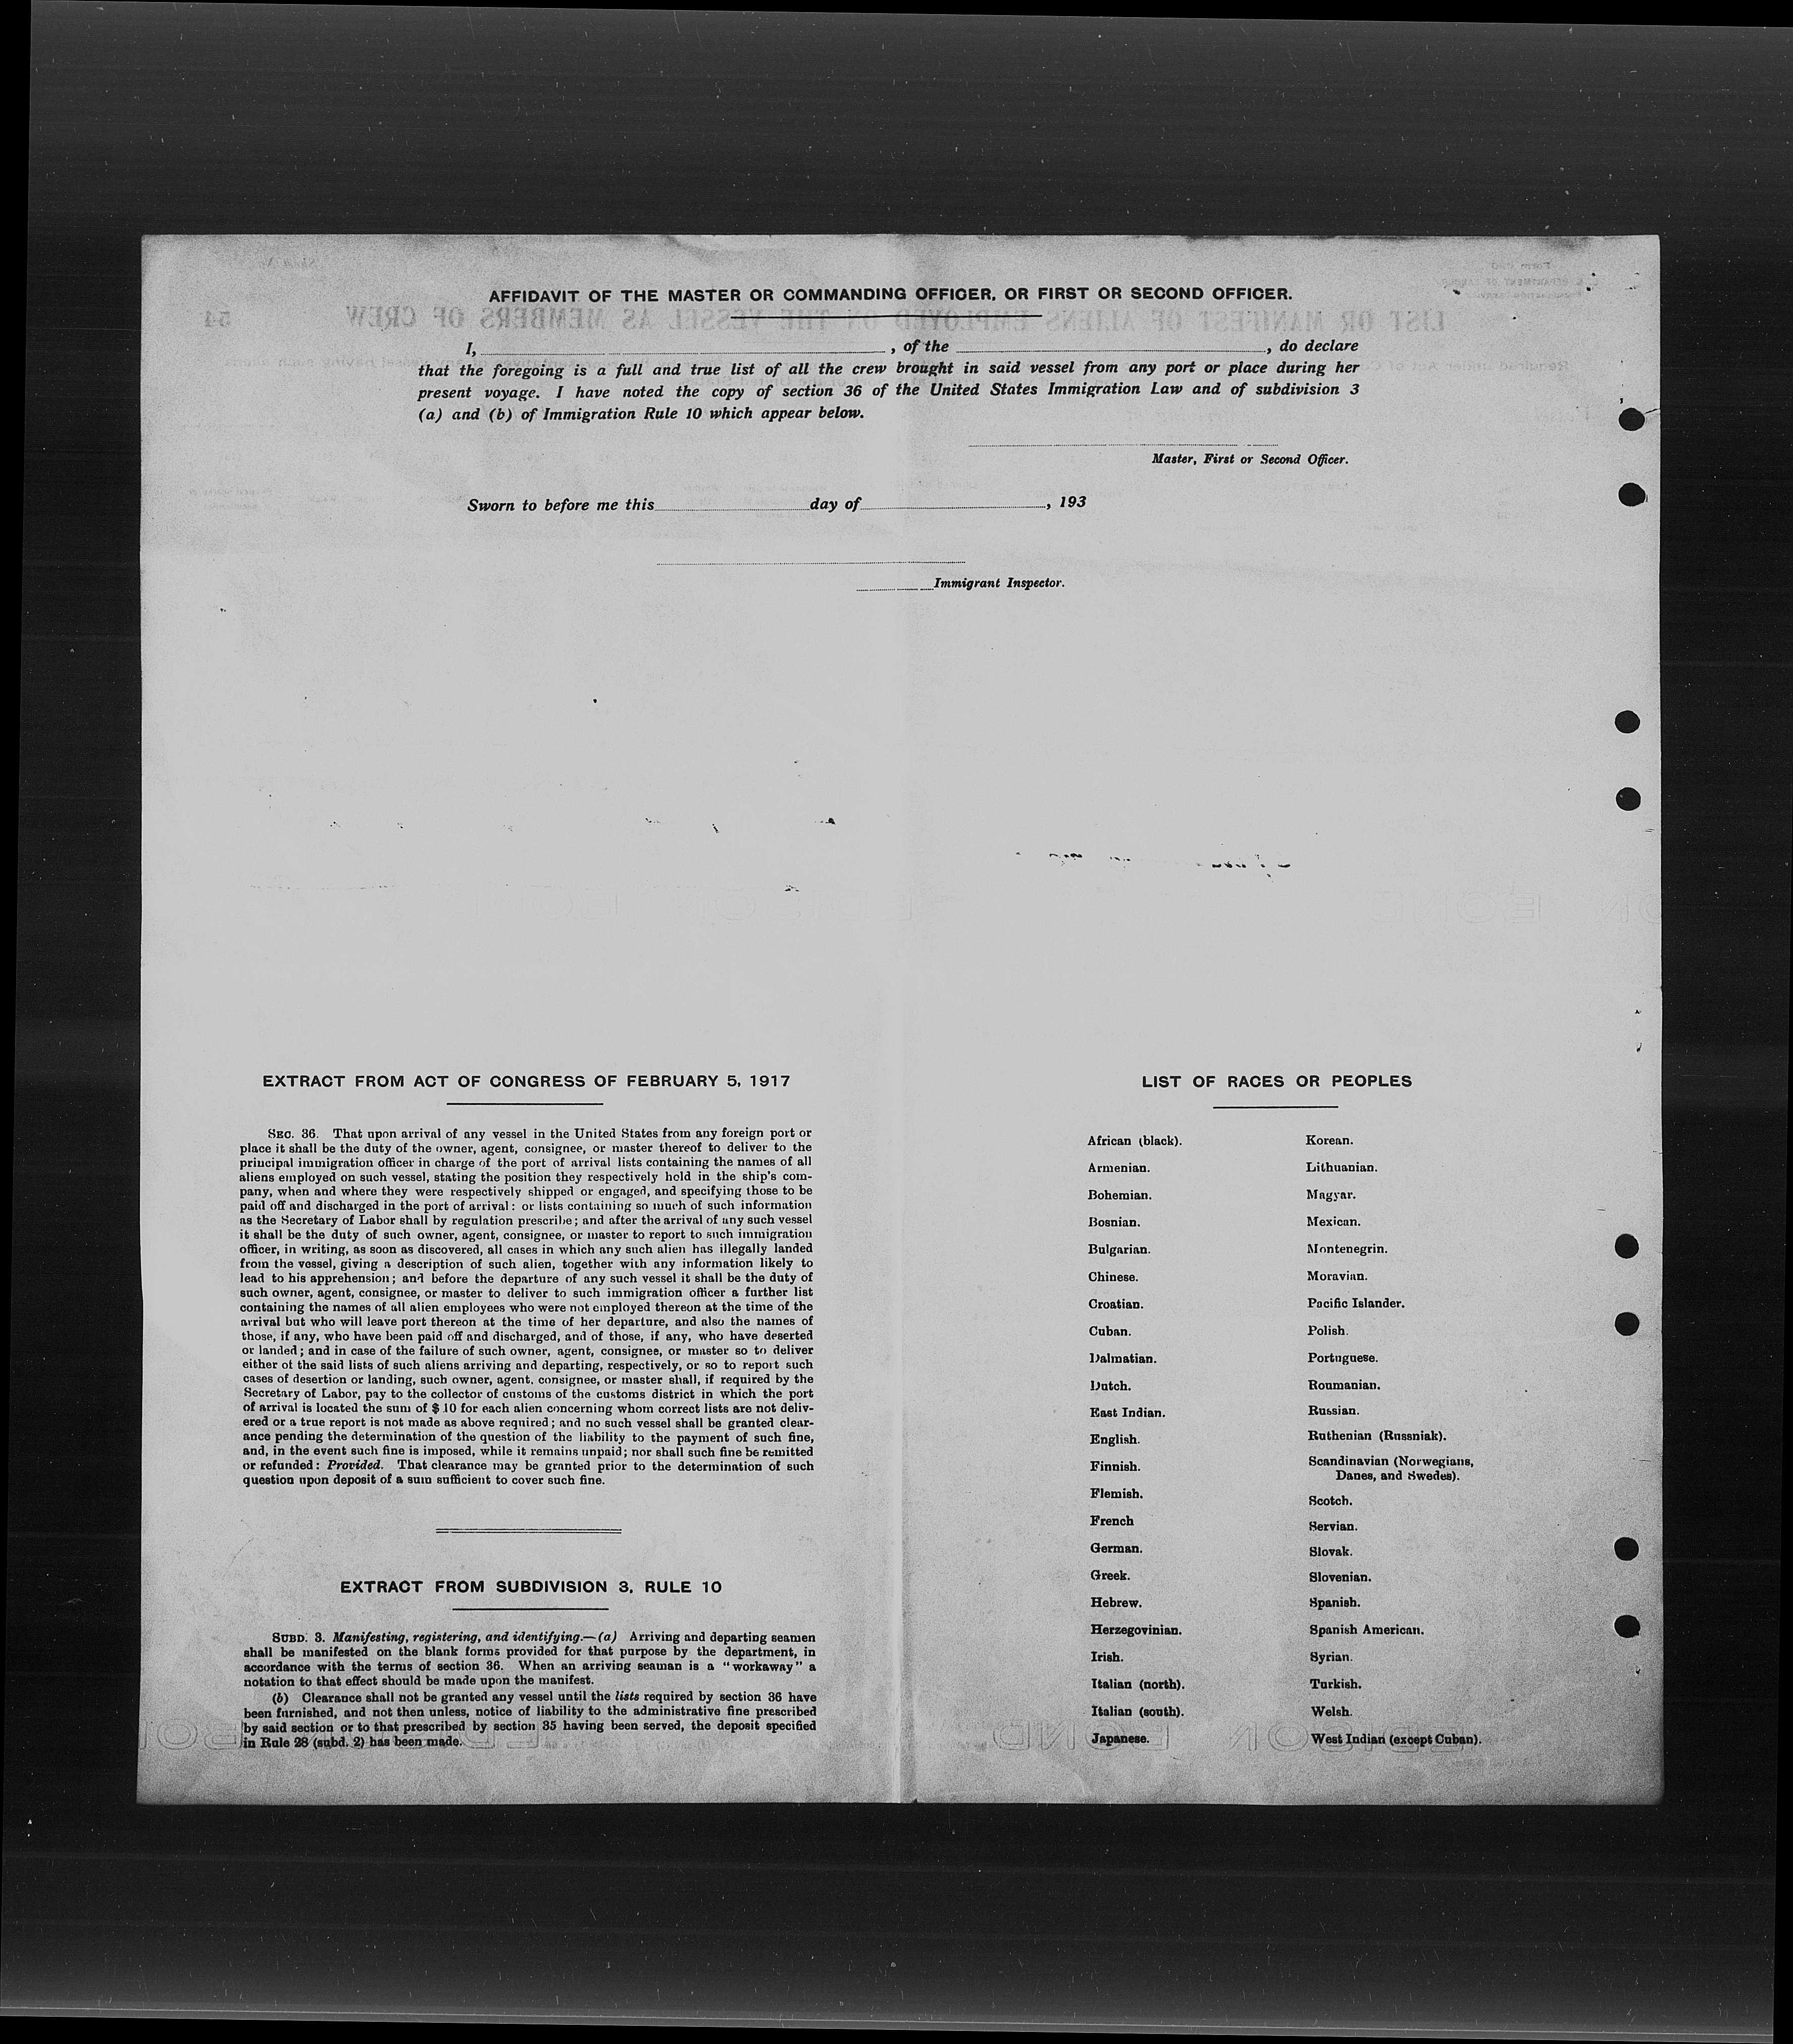 AFFIDAVIT OF THE MASTER OR COMMANDING OFFICER, OR FIRST OR SECOND OFFICER.
LIST OR MANIFEST OF ALIENS EMPLOYED ON THE VESSEL AS MEMBERS OF CREW
54
I, , of the , do declare
that the foregoing is a full and true list of all the crew brought in said vessel from any port or place during her
present voyage. I have noted the copy of section 36 of the United States Immigration Law and of subdivision 3
(a) and (b) of Immigration Rule 10 which appear below.
Master, First or Second Officer.
Sworn to before me this day of , 193
Immigrant Inspector.
EXTRACT FROM ACT OF CONGRESS OF FEBRUARY 5, 1917
SEC. 36. That upon arrival of any vessel in the United States from any foreign port or
place it shall be the duty of the owner, agent, consignee, or master thereof to deliver to the
principal immigration officer in charge of the port of arrival lists containing the names of all
aliens employed on such vessel, stating the position they respectively hold in the ship's com-
pany, when and where they were respectively shipped or engaged, and specifying those to be
paid off and discharged in the port of arrival: or lists containing so much of such information
as the Secretary of Labor shall by regulation prescribe; and after the arrival of any such vessel
it shall be the duty of such owner, agent, consignee, or master to report to such immigration
officer, in writing, as soon as discovered, all cases in which any such alien has illegally landed
from the vessel, giving a description of such alien, together with any information likely to
lead to his apprehension; and before the departure of any such vessel it shall be the duty of
such owner, agent, consignee, or master to deliver to such immigration officer a further list
containing the names of all alien employees who were not employed thereon at the time of the
arrival but who will leave port thereon at the time of her departure, and also the names of
those, if any, who have been paid off and discharged, and of those, if any, who have deserted
or landed; and in case of the failure of such owner, agent, consignee, or master so to deliver
either of the said lists of such aliens arriving and departing, respectively, or so to report such
cases of desertion or landing, such owner, agent, consignee, or master shall, if required by the
Secretary of Labor, pay to the collector of customs of the customs district in which the port
of arrival is located the sum of $10 for each alien concerning whom correct lists are not deliv-
ered or a true report is not made as above required; and no such vessel shall be granted clear-
ance pending the determination of the question of the liability to the payment of such fine,
and, in the event such fine is imposed, while it remains unpaid; nor shall such fine be remitted
or refunded: Provided. That clearance may be granted prior to the determination of such
question upon deposit of a sum sufficient to cover such fine.
EXTRACT FROM SUBDIVISION 3, RULE 10
SUBD. 3. Manifesting, registering, and identifying.—(a) Arriving and departing seamen
shall be manifested on the blank forms provided for that purpose by the department, in
accordance with the terms of section 36. When an arriving seaman is a "workaway" a
notation to that effect should be made upon the manifest.
(b) Clearance shall not be granted any vessel until the lists required by section 36 have
been furnished, and not then unless, notice of liability to the administrative fine prescribed
by said section or to that prescribed by section 35 having been served, the deposit specified
in Rule 28 (subd. 2) has been made.
LIST OF RACES OR PEOPLES
African (black).
Armenian.
Bohemian.
Bosnian.
Bulgarian.
Chinese.
Croatian.
Cuban.
Dalmatian.
Dutch.
East Indian.
English.
Finnish.
Flemish.
French
German.
Greek.
Hebrew.
Herzegovinian.
Irish.
Italian (north).
Italian (south).
Japanese.
Korean.
Lithuanian.
Magyar.
Mexican.
Montenegrin.
Moravian.
Pacific Islander.
Polish.
Portuguese.
Roumanian.
Russian.
Ruthenian (Russniak).
Scandinavian (Norwegians,
Danes, and Swedes).
Scotch.
Servian.
Slovak.
Slovenian.
Spanish.
Spanish American.
Syrian.
Turkish.
Welsh.
West Indian (except Cuban).